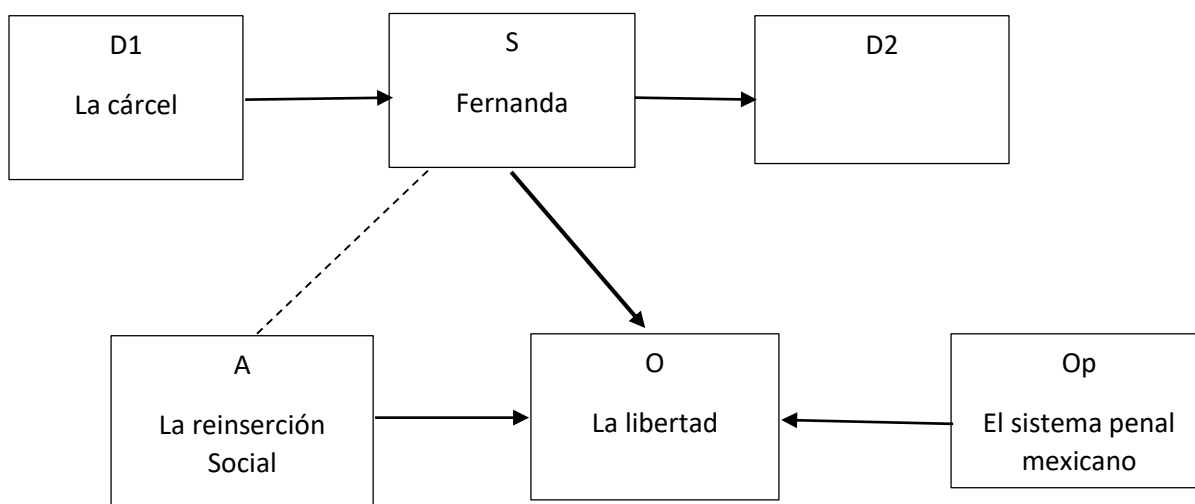 D1
La cárcel
S
Fernanda
D2
A
La reinserción
Social
O
La libertad
Op
El sistema penal
mexicano